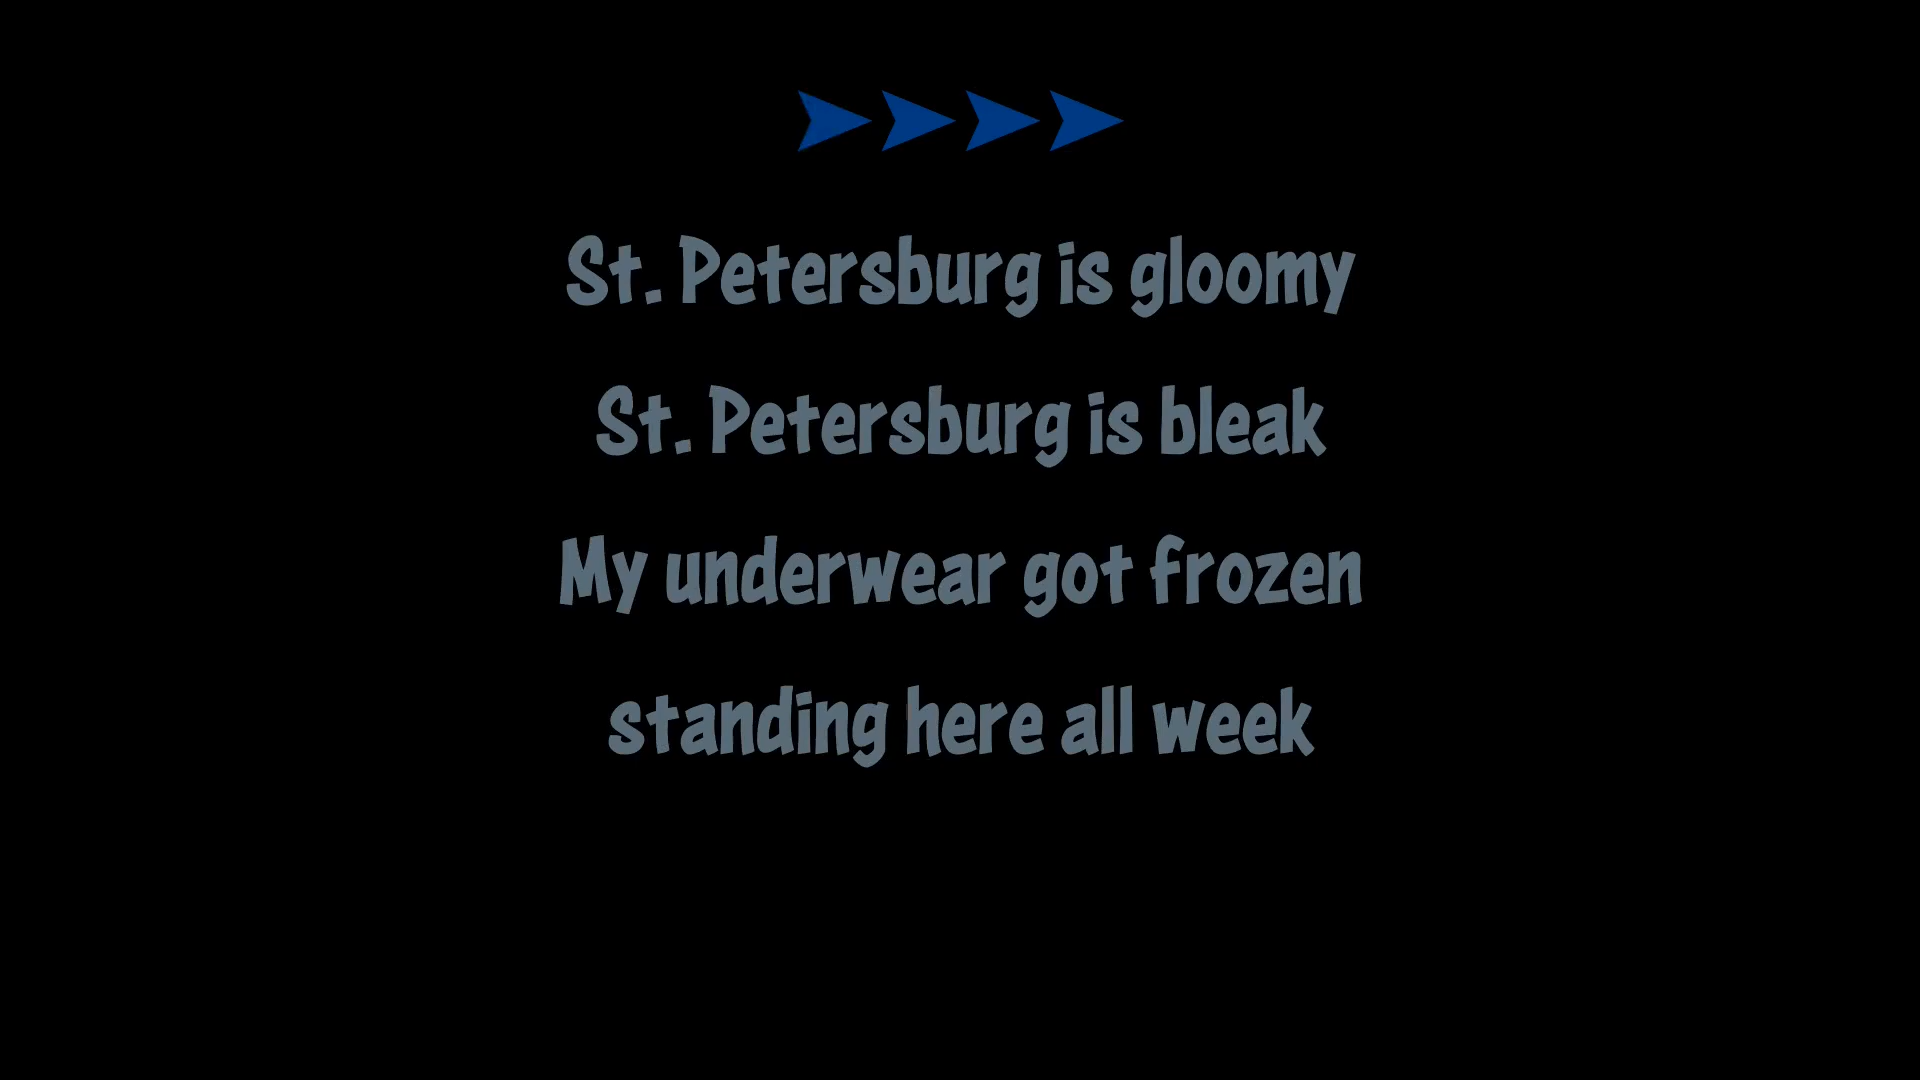 St. Petersburg is gloomy
St. Petersburg is bleak
My underwear got frozen
standing here all week